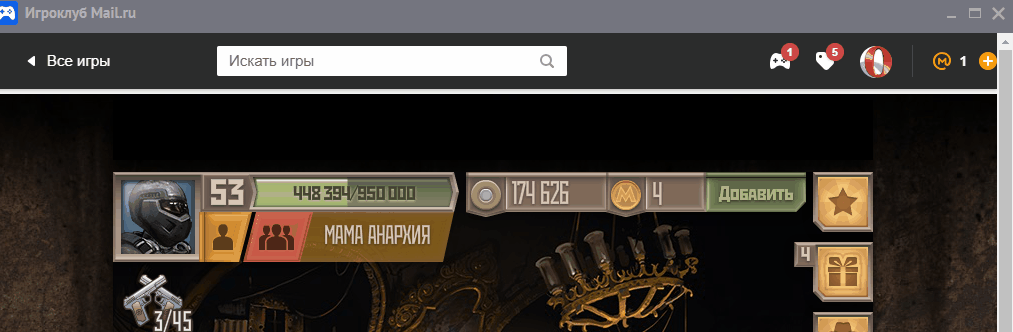 Игроклуб Mail.ru
Все игры
Искать игры
1
5
1
53
448 394/950 000
174 626
4
Добавить
МАМА АНАРХИЯ
4
3/45